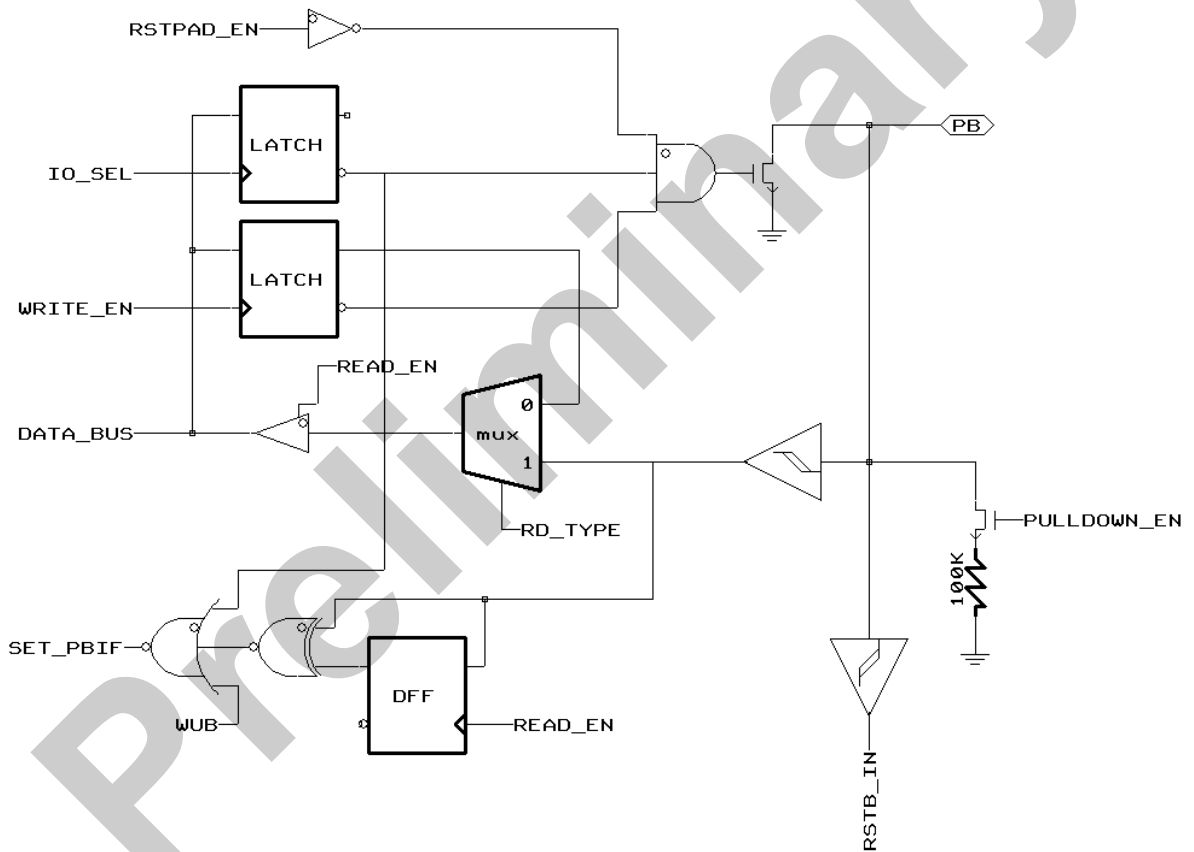 Preliminary
RSTPAD_EN
LATCH
PB
IO_SEL
LATCH
WRITE_EN
READ_EN
0
DATA_BUS
mux
1
RD_TYPE
PULLDOWN_EN
100K
SET_PBIF
DFF
WUB
READ_EN
RSTB_IN